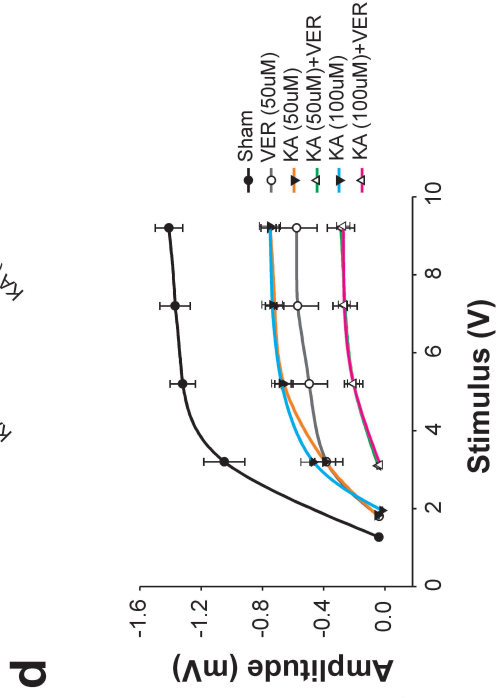 d
Amplitude (mV)
-1.6
-1.2
-0.8
-0.4
0.0
0
2
4
6
8
10
Stimulus (V)
Sham
VER (50uM)
KA (50uM)
KA (50uM)+VER
KA (100uM)
KA (100uM)+VER